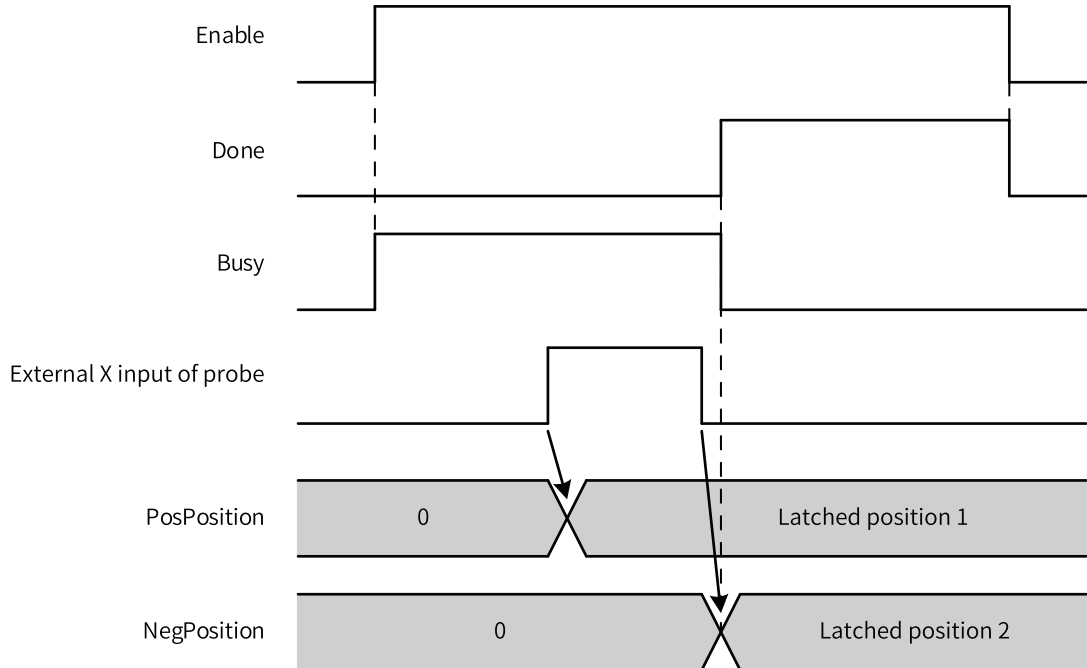 Enable
Done
Busy
External X input of probe
PosPosition
0
Latched position 1
NegPosition
0
Latched position 2